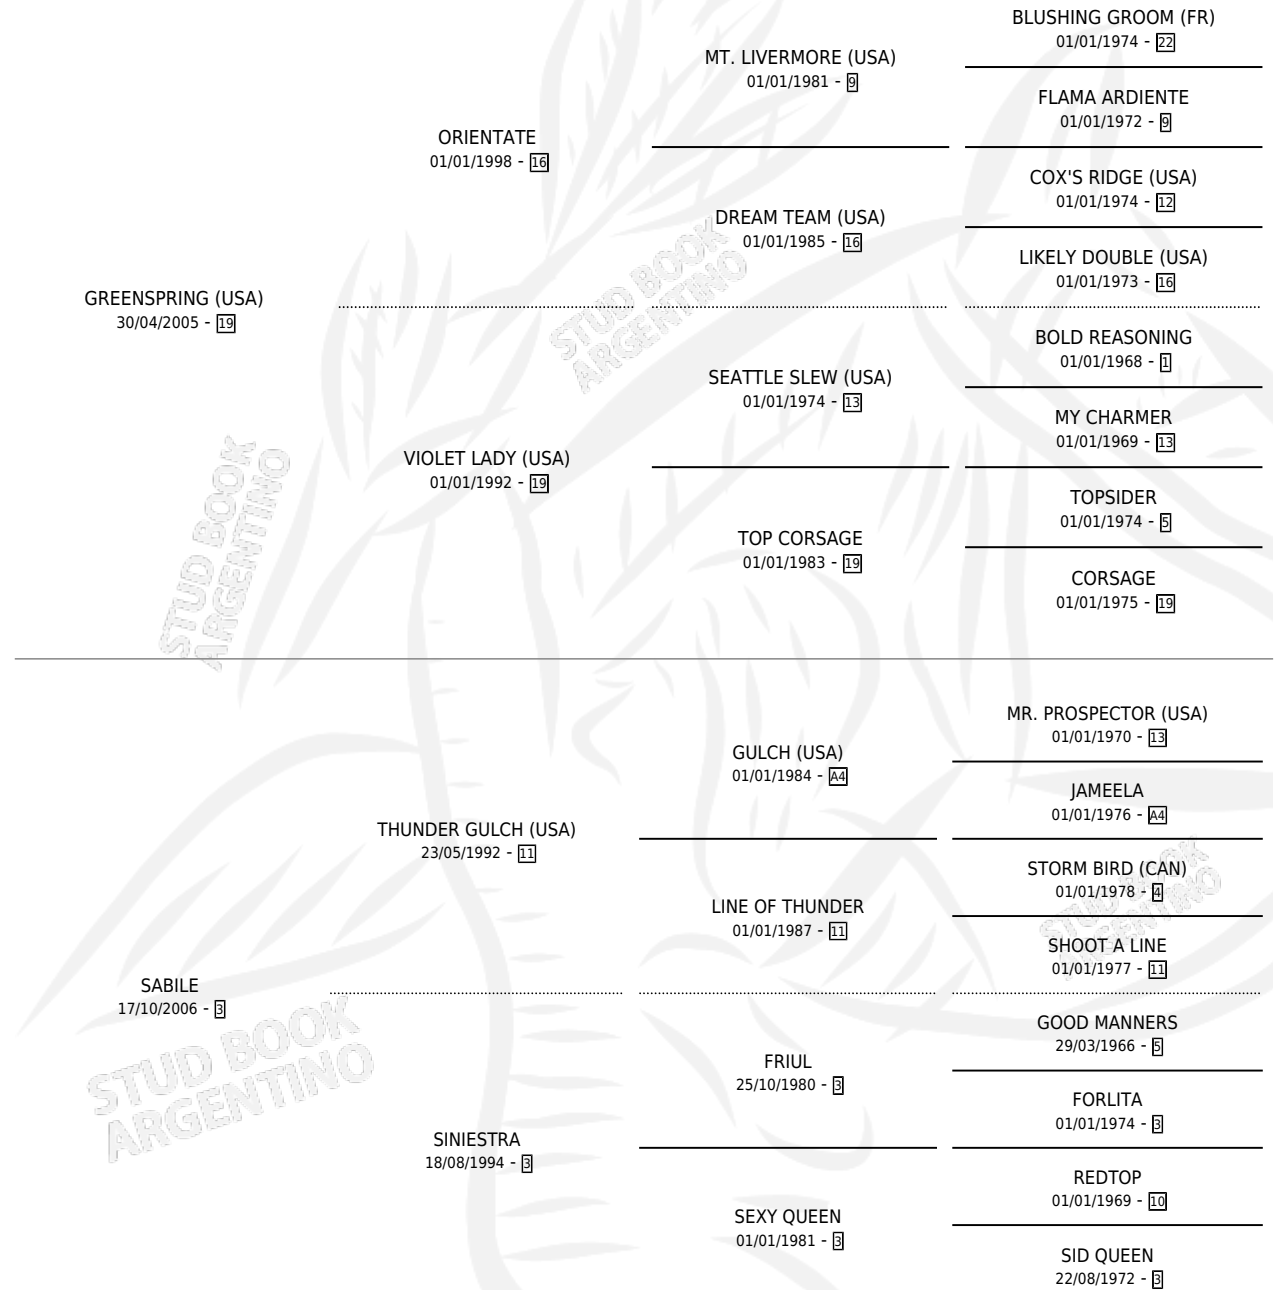 BLUSHING GROOM (FR)
01/01/1974 - 22
MT. LIVERMORE (USA)
01/01/1981 - 9
FLAMA ARDIENTE
01/01/1972 - 9
ORIENTATE
01/01/1998 - 16
COX'S RIDGE (USA)
01/01/1974 - 12
DREAM TEAM (USA)
01/01/1985 - 16
LIKELY DOUBLE (USA)
01/01/1973 - 16
GREENSPRING (USA)
30/04/2005 - 19
STUD BOOK
ARGENTINO
BOLD REASONING
01/01/1968 - 1
SEATTLE SLEW (USA)
01/01/1974 - 13
MY CHARMER
01/01/1969 - 13
VIOLET LADY (USA)
01/01/1992 - 19
TOPSIDER
01/01/1974 - 5
TOP CORSAGE
01/01/1983 - 19
CORSAGE
01/01/1975 - 19
STUD BOOK
ARGENTINO
MR. PROSPECTOR (USA)
01/01/1970 - 13
GULCH (USA)
01/01/1984 - A4
JAMEELA
01/01/1976 - A4
THUNDER GULCH (USA)
23/05/1992 - 11
STORM BIRD (CAN)
01/01/1978 - 4
LINE OF THUNDER
01/01/1987 - 11
STUD BOOK
ARGENTINO
SHOOT A LINE
01/01/1977 - 11
SABILE
17/10/2006 - 3
GOOD MANNERS
29/03/1966 - 5
FRIUL
25/10/1980 - 3
STUD BOOK
ARGENTINO
FORLITA
01/01/1974 - 3
SINIESTRA
18/08/1994 - 3
REDTOP
01/01/1969 - 10
SEXY QUEEN
01/01/1981 - 3
SID QUEEN
22/08/1972 - 3